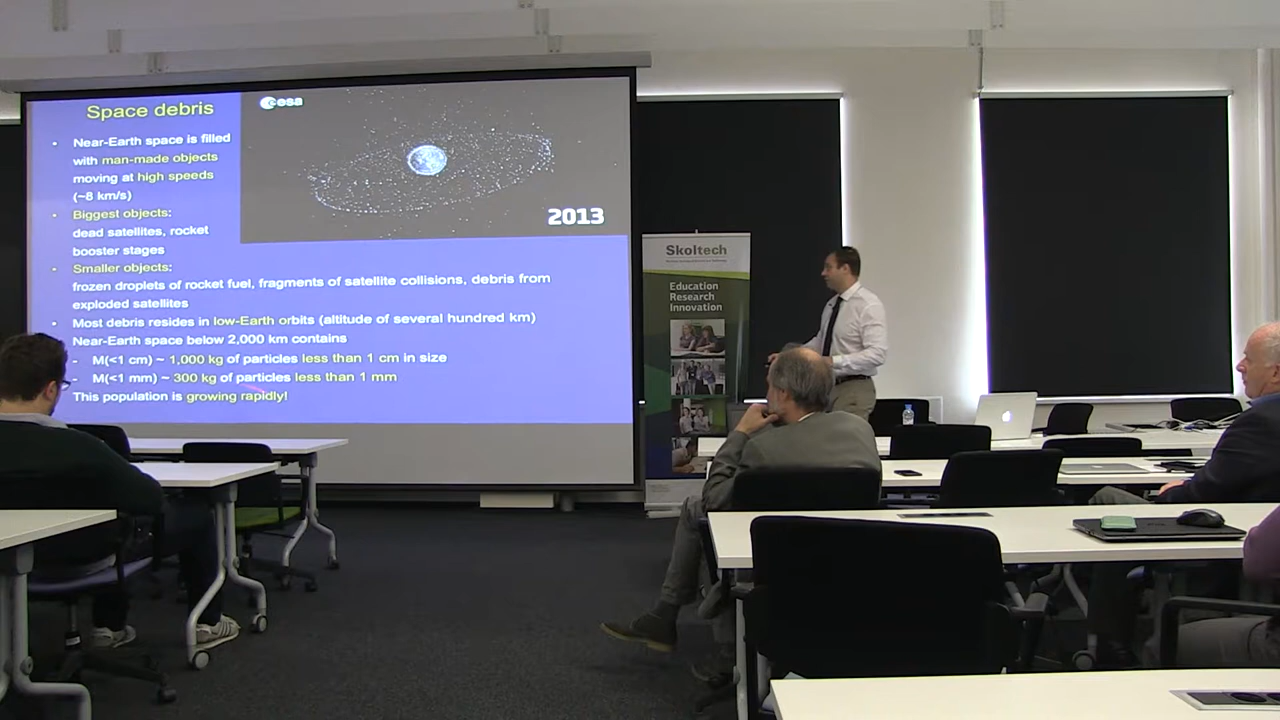 Space debris
esa
Near-Earth space is filled
with man-made objects
moving at high speeds
(~8 km/s)
Biggest objects:
dead satellites, rocket
booster stages
2013
Smaller objects:
frozen droplets of rocket fuel, fragments of satellite collisions, debris from
exploded satellites
Most debris resides in low-Earth orbits (altitude of several hundred km)
Near-Earth space below 2,000 km contains
- M(<1 cm) ~ 1,000 kg of particles less than 1 cm in size
- M(<1 mm) ~ 300 kg of particles less than 1 mm
This population is growing rapidly!
Skoltech
Education
Research
Innovation